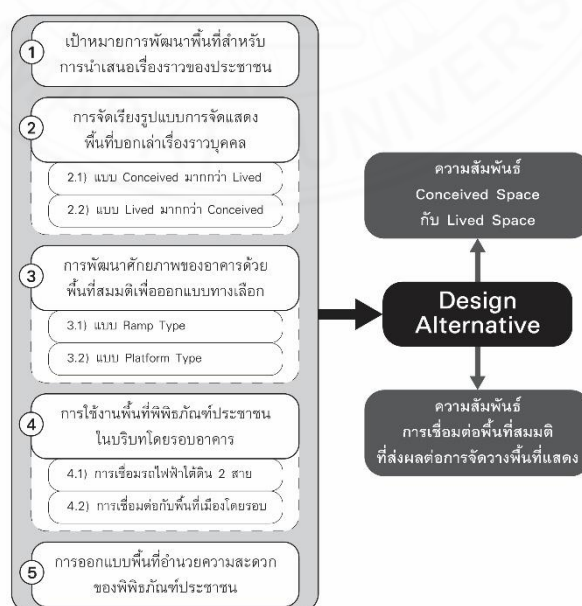 1
เป้าหมายการพัฒนาพื้นที่สำหรับ
การนำเสนอเรื่องราวของประชาชน
2
การจัดเรียงรูปแบบการจัดแสดง
พื้นที่บอกเล่าเรื่องราวบุคคล
2.1) แบบ Conceived มากกว่า Lived
2.2) แบบ Lived มากกว่า Conceived
3
การพัฒนาศักยภาพของอาคารด้วย
พื้นที่สมมติเพื่อออกแบบทางเลือก
3.1) แบบ Ramp Type
3.2) แบบ Platform Type
4
การใช้งานพื้นที่พิพิธภัณฑ์ประชาชน
ในบริบทโดยรอบอาคาร
4.1) การเชื่อมรถไฟฟ้าใต้ดิน 2 สาย
4.2) การเชื่อมต่อกับพื้นที่เมืองโดยรอบ
5
การออกแบบพื้นที่อำนวยความสะดวก
ของพิพิธภัณฑ์ประชาชน
ความสัมพันธ์
Conceived Space
กับ Lived Space
Design
Alternative
ความสัมพันธ์
การเชื่อมต่อพื้นที่สมมติ
ที่ส่งผลต่อการจัดวางพื้นที่แสดง